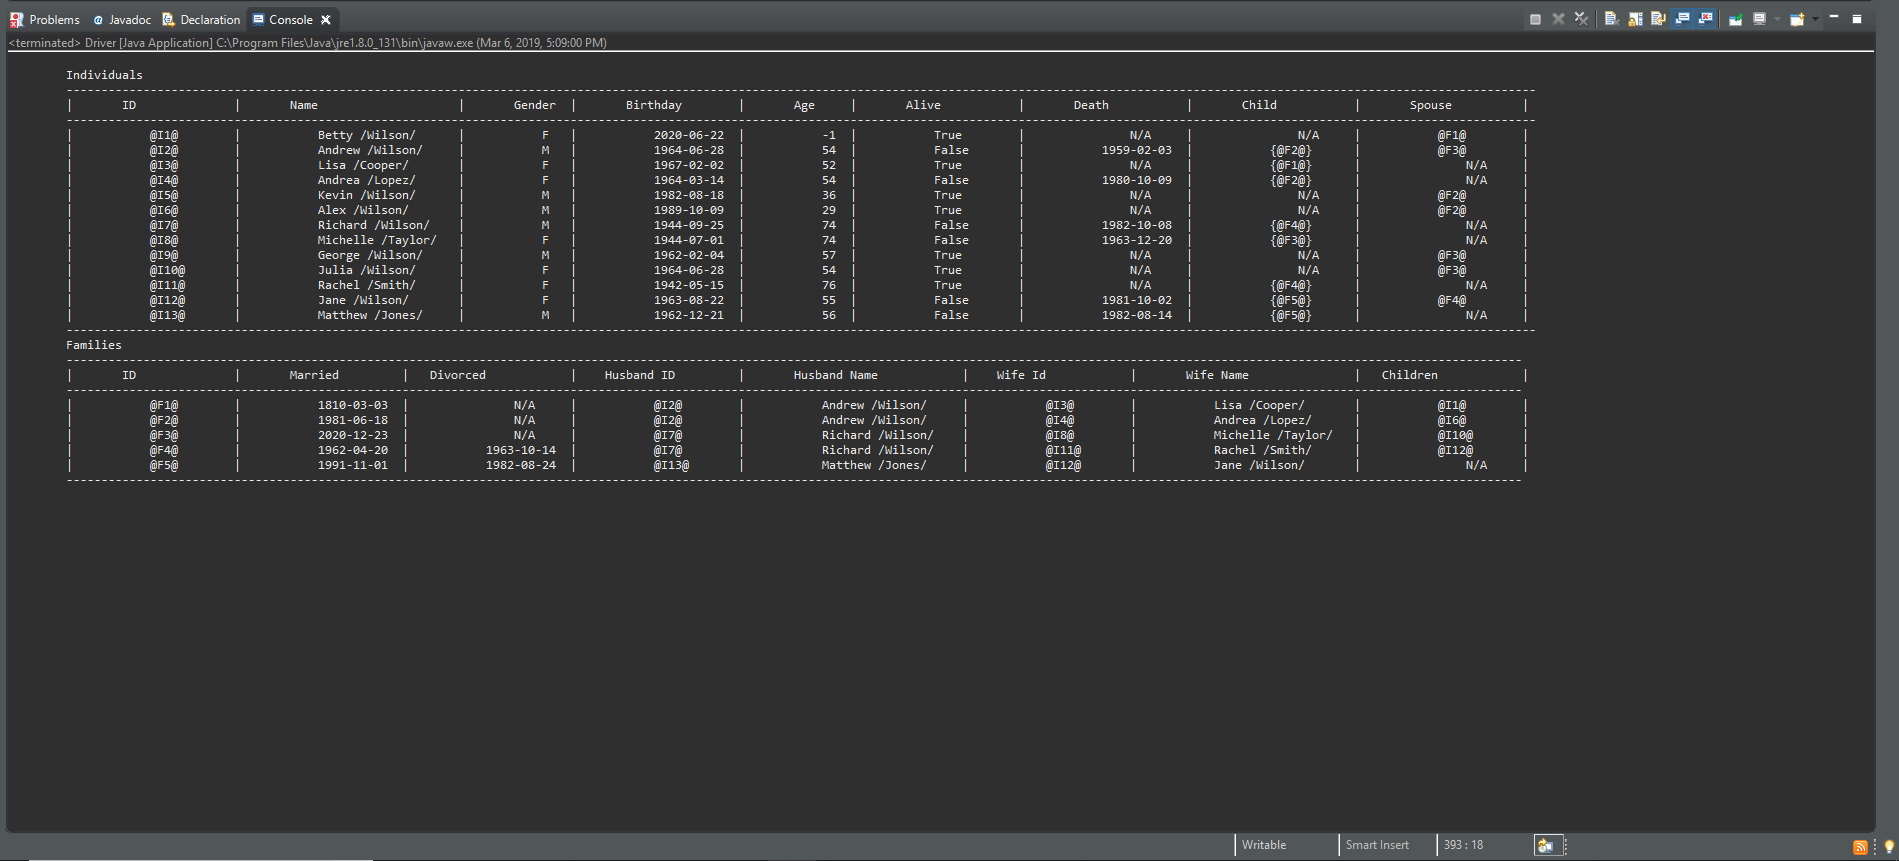 Problems @ Javadoc Declaration Console
<terminated> Driver [Java Application] C:\Program Files\Java\jre1.8.0_131\bin\javaw.exe (Mar 6, 2019, 5:09:00 PM)
Individuals
| ID | Name | Gender | Birthday | Age | Alive | Death | Child | Spouse |
| @I1@ | Betty /Wilson/ | F | 2020-06-22 | -1 | True | N/A | N/A | @F1@ |
| @I2@ | Andrew /Wilson/ | M | 1964-06-28 | 54 | False | 1959-02-03 | {@F2@} | @F3@ |
| @I3@ | Lisa /Cooper/ | F | 1967-02-02 | 52 | True | N/A | {@F1@} | N/A |
| @I4@ | Andrea /Lopez/ | F | 1964-03-14 | 54 | False | 1980-10-09 | {@F2@} | N/A |
| @I5@ | Kevin /Wilson/ | M | 1982-08-18 | 36 | True | N/A | N/A | @F2@ |
| @I6@ | Alex /Wilson/ | M | 1989-10-09 | 29 | True | N/A | N/A | @F2@ |
| @I7@ | Richard /Wilson/ | M | 1944-09-25 | 74 | False | 1982-10-08 | {@F4@} | N/A |
| @I8@ | Michelle /Taylor/ | F | 1944-07-01 | 74 | False | 1963-12-20 | {@F3@} | N/A |
| @I9@ | George /Wilson/ | M | 1962-02-04 | 57 | True | N/A | N/A | @F3@ |
| @I10@ | Julia /Wilson/ | F | 1964-06-28 | 54 | True | N/A | N/A | @F3@ |
| @I11@ | Rachel /Smith/ | F | 1942-05-15 | 76 | True | N/A | {@F4@} | N/A |
| @I12@ | Jane /Wilson/ | F | 1963-08-22 | 55 | False | 1981-10-02 | {@F5@} | @F4@ |
| @I13@ | Matthew /Jones/ | M | 1962-12-21 | 56 | False | 1982-08-14 | {@F5@} | N/A |
Families
| ID | Married | Divorced | Husband ID | Husband Name | Wife Id | Wife Name | Children |
| @F1@ | 1810-03-03 | N/A | @I2@ | Andrew /Wilson/ | @I3@ | Lisa /Cooper/ | @I1@ |
| @F2@ | 1981-06-18 | N/A | @I2@ | Andrew /Wilson/ | @I4@ | Andrea /Lopez/ | @I6@ |
| @F3@ | 2020-12-23 | N/A | @I7@ | Richard /Wilson/ | @I8@ | Michelle /Taylor/ | @I10@ |
| @F4@ | 1962-04-20 | 1963-10-14 | @I7@ | Richard /Wilson/ | @I11@ | Rachel /Smith/ | @I12@ |
| @F5@ | 1991-11-01 | 1982-08-24 | @I13@ | Matthew /Jones/ | @I12@ | Jane /Wilson/ | N/A |
Writable Smart Insert 393 : 18